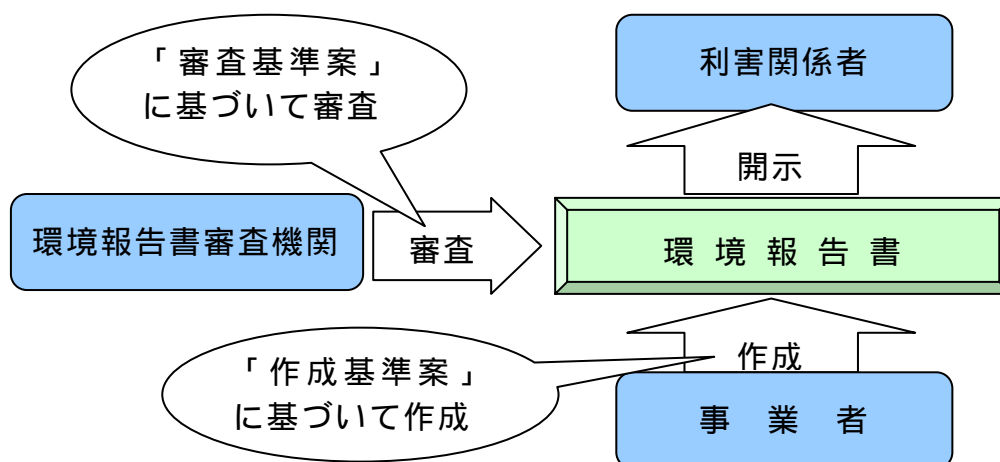 「審査基準案」
に基づいて審査
利害関係者
開示
環境報告書審査機関
審査
環境報告書
「作成基準案」
に基づいて作成
作成
事業者